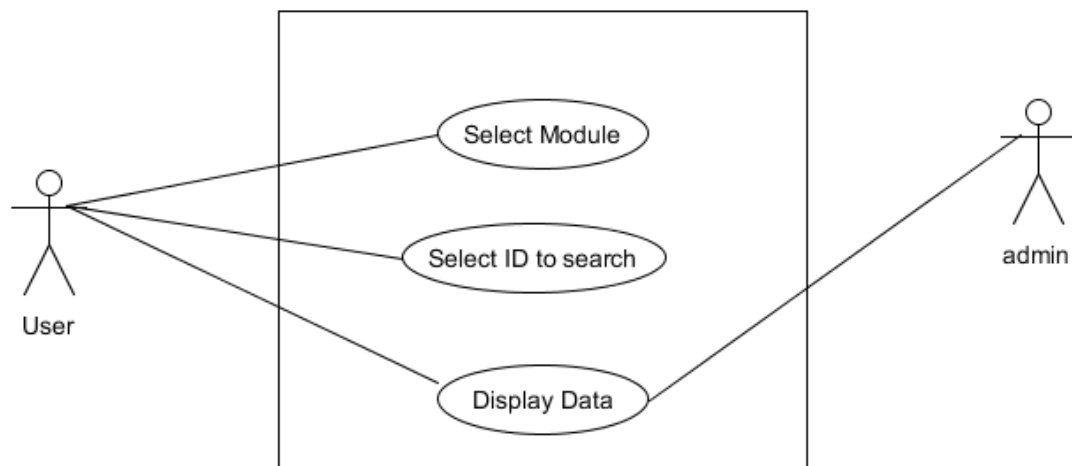 Select Module
Select ID to search
Display Data
User
admin